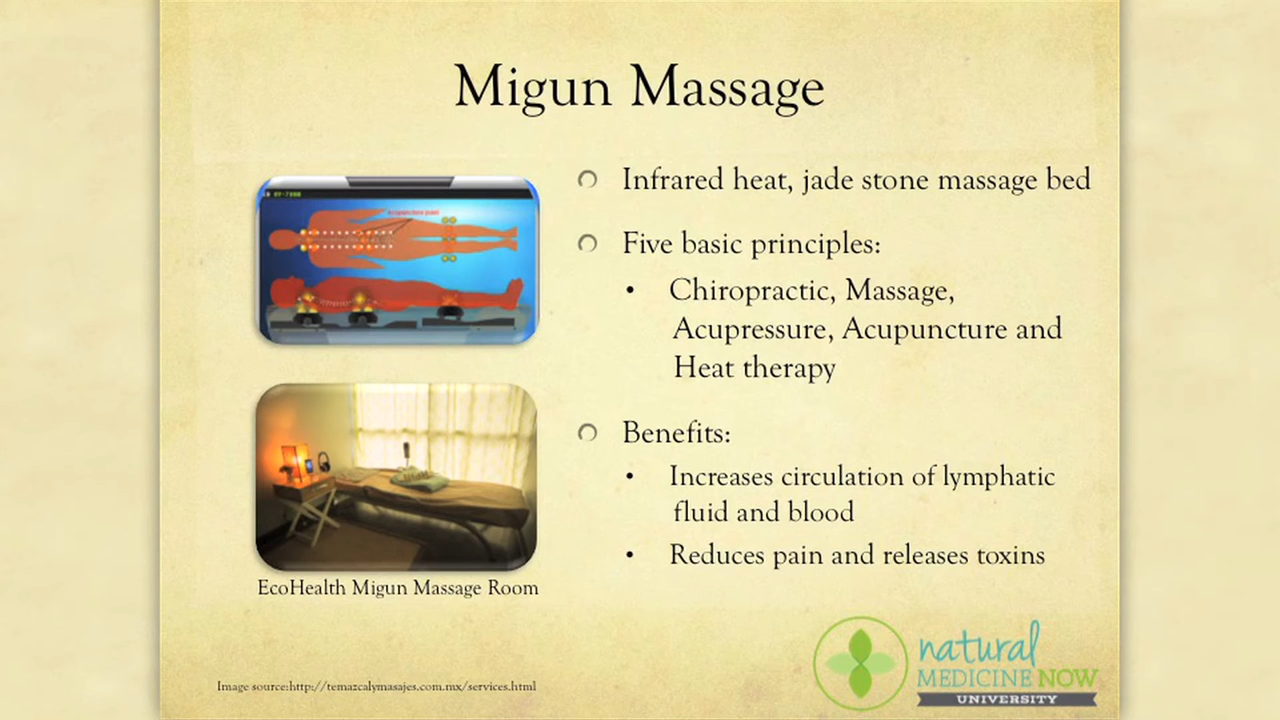 Migun Massage
Infrared heat, jade stone massage bed
Five basic principles:
Chiropractic, Massage,
Acupressure, Acupuncture and
Heat therapy
Benefits:
Increases circulation of lymphatic
fluid and blood
Reduces pain and releases toxins
EcoHealth Migun Massage Room
Image source:http://temazcalymasajes.com.mx/services.html
natural
MEDICINE NOW
UNIVERSITY